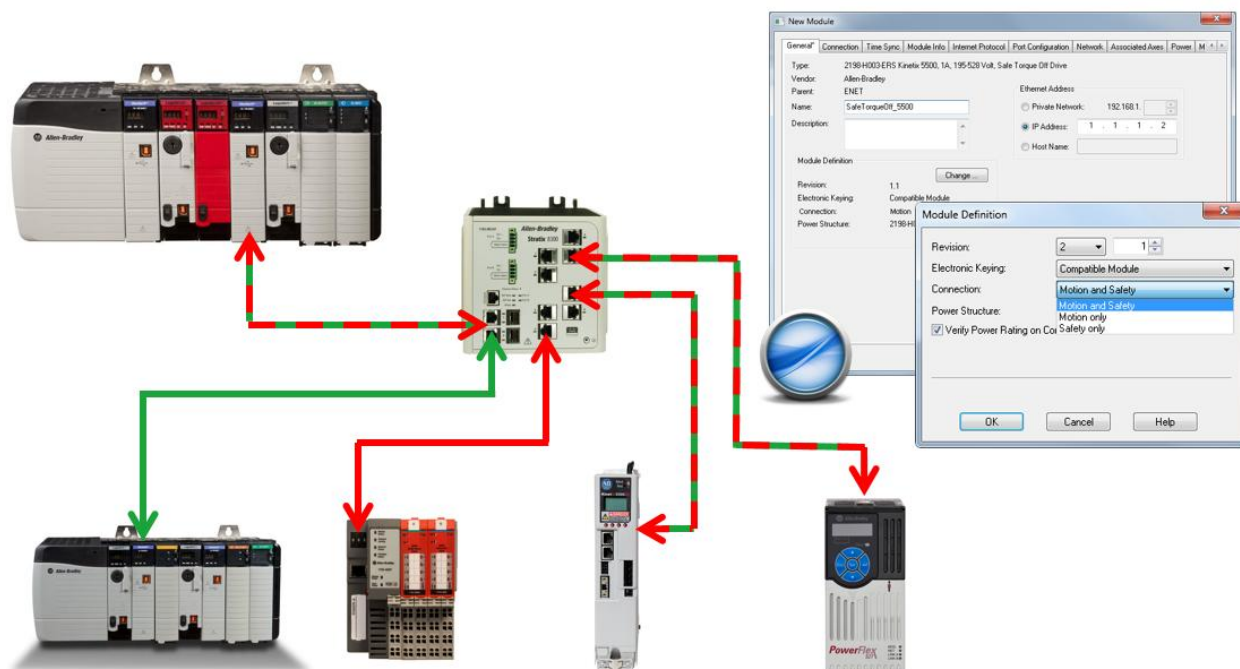 New Module
General* Connection Time Sync Module Info Internet Protocol Port Configuration Network Associated Axes Power M
Type: 2198-H003-ERS Kinetix 5500, 1A, 195-528 Volt, Safe Torque Off Drive
Vendor: Allen-Bradley
Parent: ENET
Name: SafeTorqueOff_5500
Description:
Ethernet Address
Private Network: 192.168.1.
IP Address: 1 . 1 . 1 . 2
Host Name:
Module Definition
Change ...
Revision: 1.1
Electronic Keying: Compatible Module
Connection: Motion
Power Structure: 2198-H0
Module Definition
Revision: 2 1
Electronic Keying: Compatible Module
Connection: Motion and Safety
Motion and Safety
Motion only
Safety only
Power Structure:
Verify Power Rating on Co
OK Cancel Help
Allen-Bradley
Allen-Bradley
Stratix
Allen-Bradley
Allen-Bradley
PowerFlex